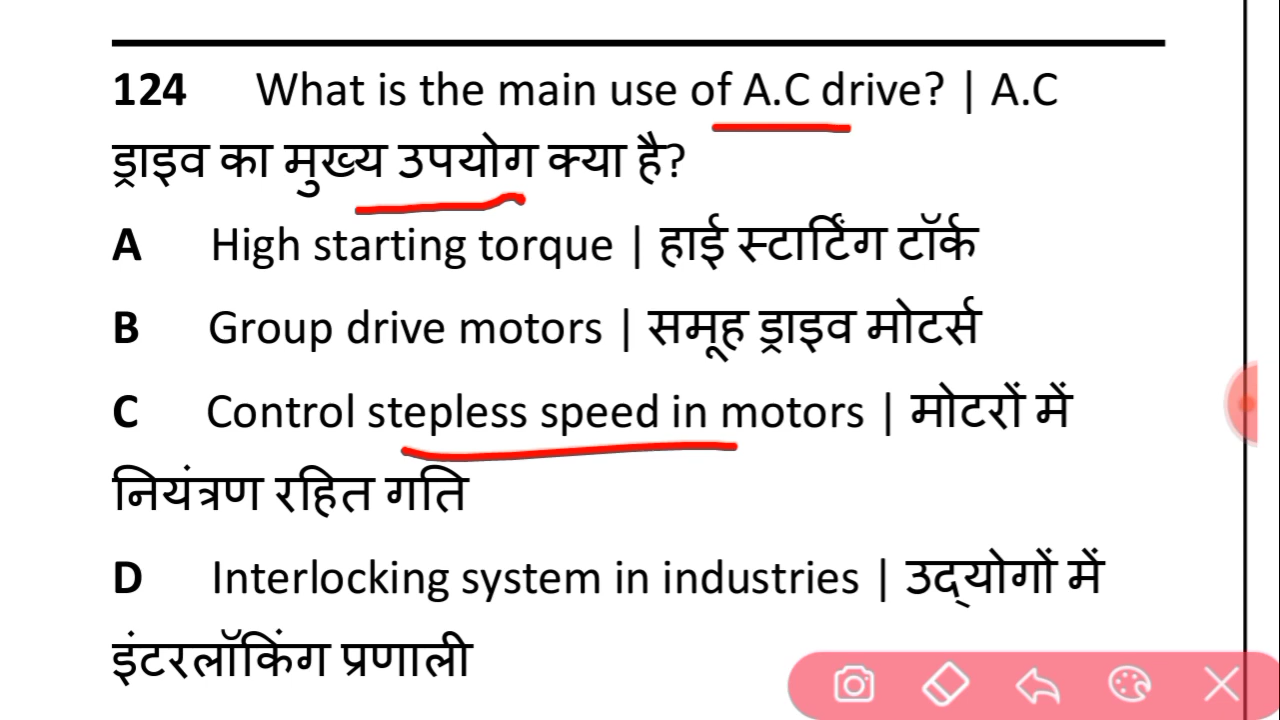 124 What is the main use of A.C drive? | A.C
ड्राइव का मुख्य उपयोग क्या है?
A High starting torque | हाई स्टार्टिंग टॉर्क
B Group drive motors | समूह ड्राइव मोटर्स
C Control stepless speed in motors | मोटरों में
नियंत्रण रहित गति
D Interlocking system in industries | उद्‌योगों में
इंटरलॉकिंग प्रणाली